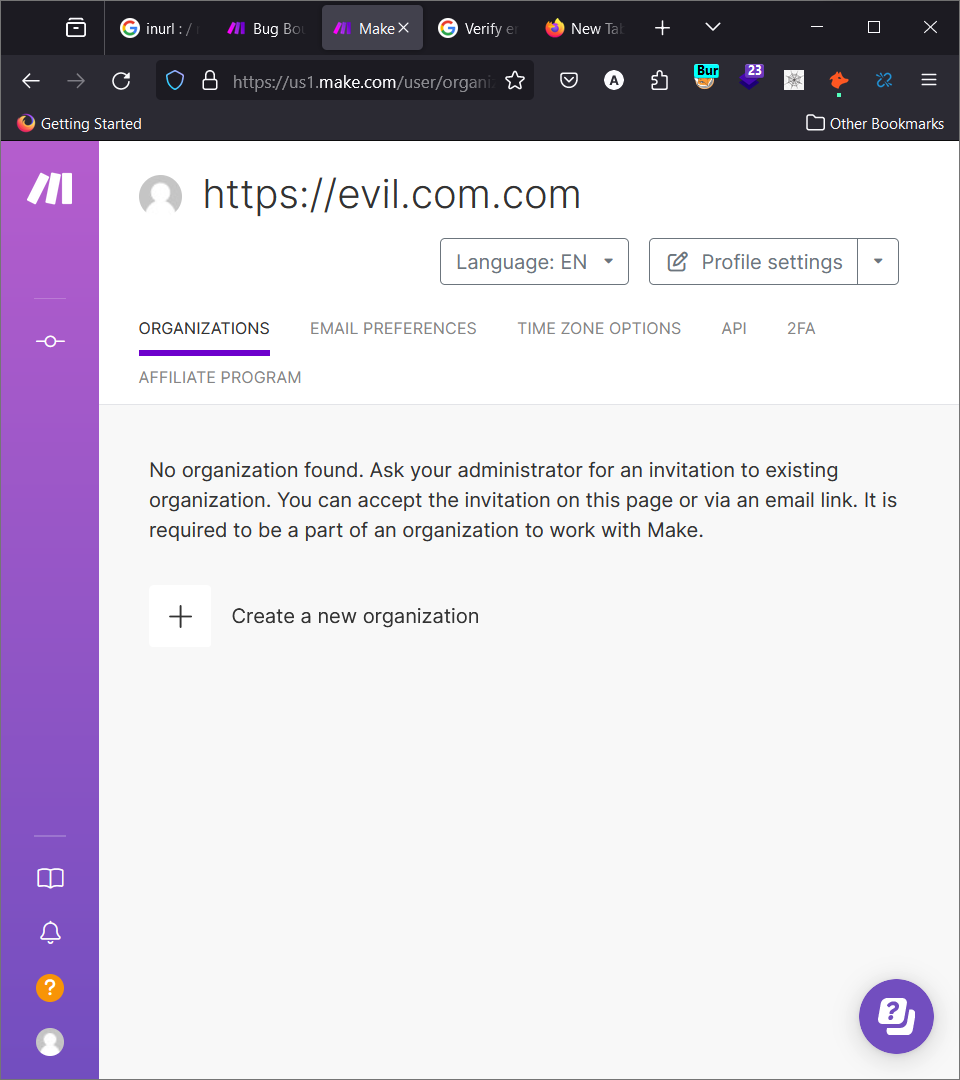 inurl : /
Bug Bou
Make
Verify e
New Tab
https://us1.make.com/user/organi
A
Bur
23
Getting Started
Other Bookmarks
https://evil.com.com
Language: EN
Profile settings
ORGANIZATIONS
EMAIL PREFERENCES
TIME ZONE OPTIONS
API
2FA
AFFILIATE PROGRAM
No organization found. Ask your administrator for an invitation to existing
organization. You can accept the invitation on this page or via an email link. It is
required to be a part of an organization to work with Make.
Create a new organization
?
?